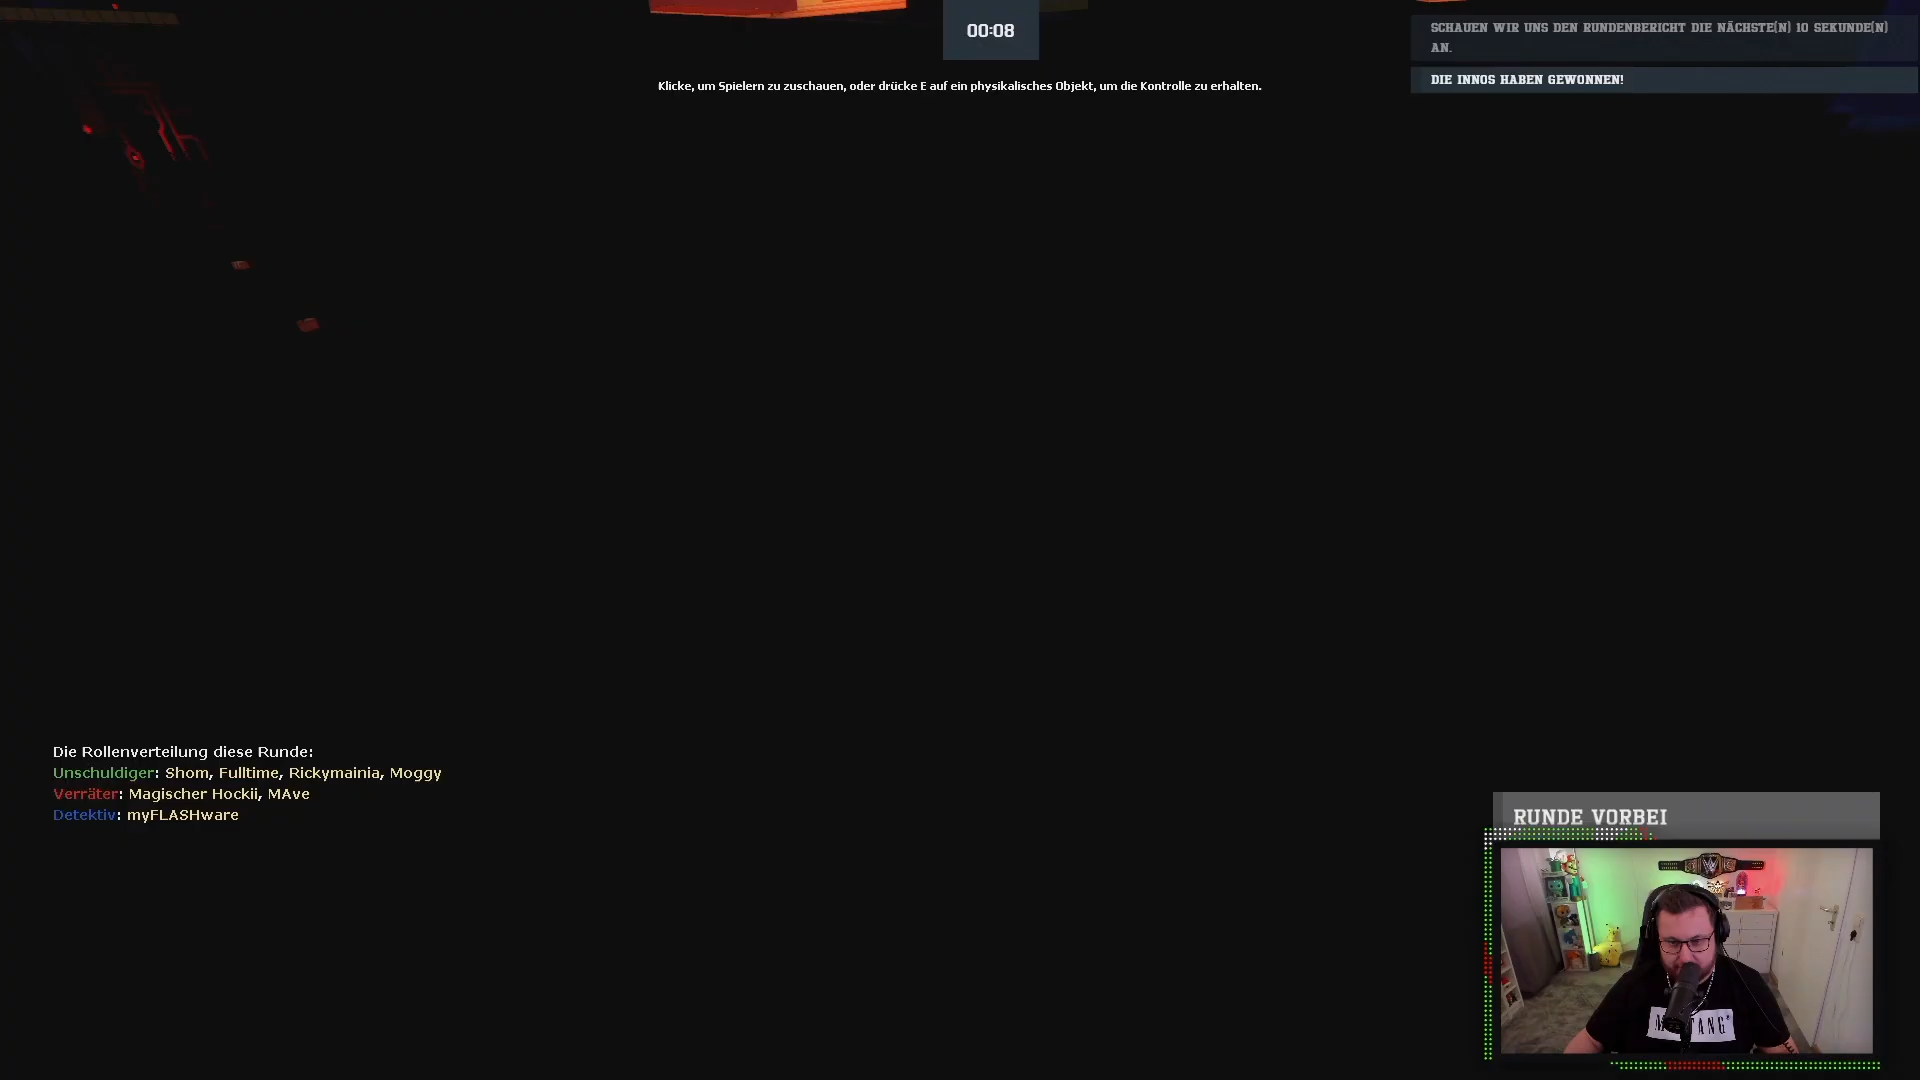 00:08
Klicke, um Spielern zu zuschauen, oder drücke E auf ein physikalisches Objekt, um die Kontrolle zu erhalten.
SCHAUEN WIR UNS DEN RUNDENBERICHT DIE NÄCHSTE(N) 10 SEKUNDE(N)
AN.
DIE INNOS HABEN GEWONNEN!
Die Rollenverteilung diese Runde:
Unschuldiger: Shom, Fulltime, Rickymainia, Moggy
Verräter: Magischer Hockii, MAve
Detektiv: myFLASHware
RUNDE VORBEI